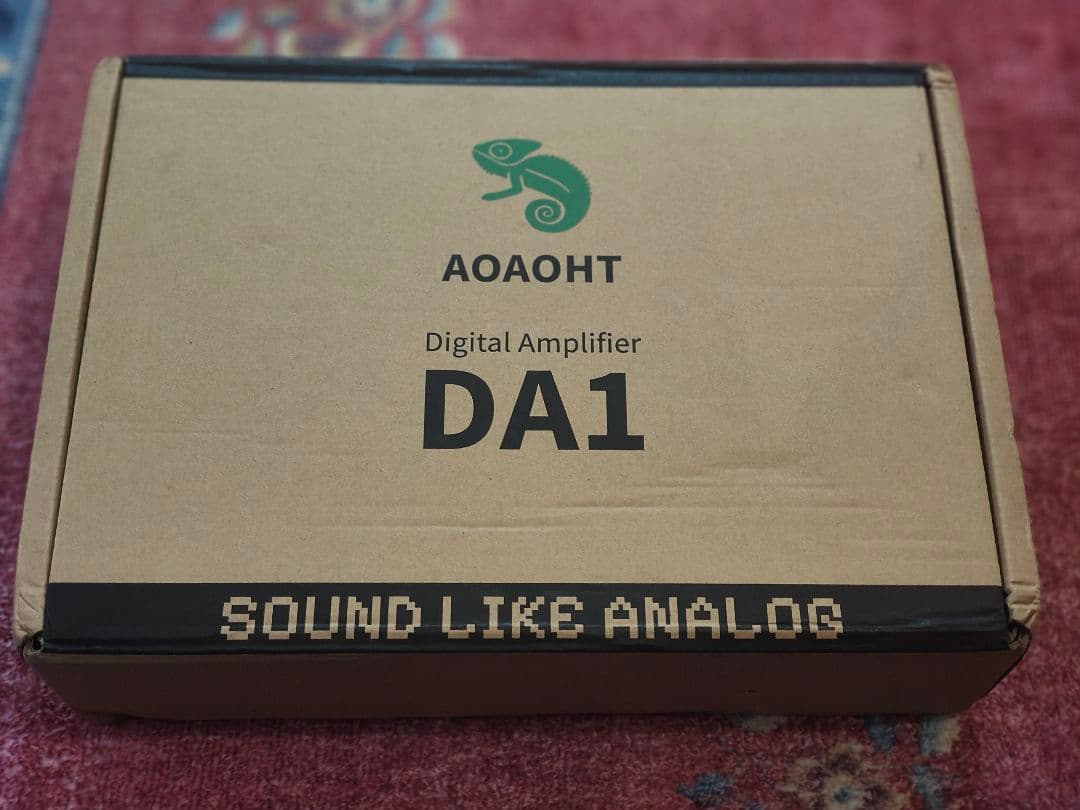 AOAOHT
Digital Amplifier
DA1
SOUND LIKE ANALOG